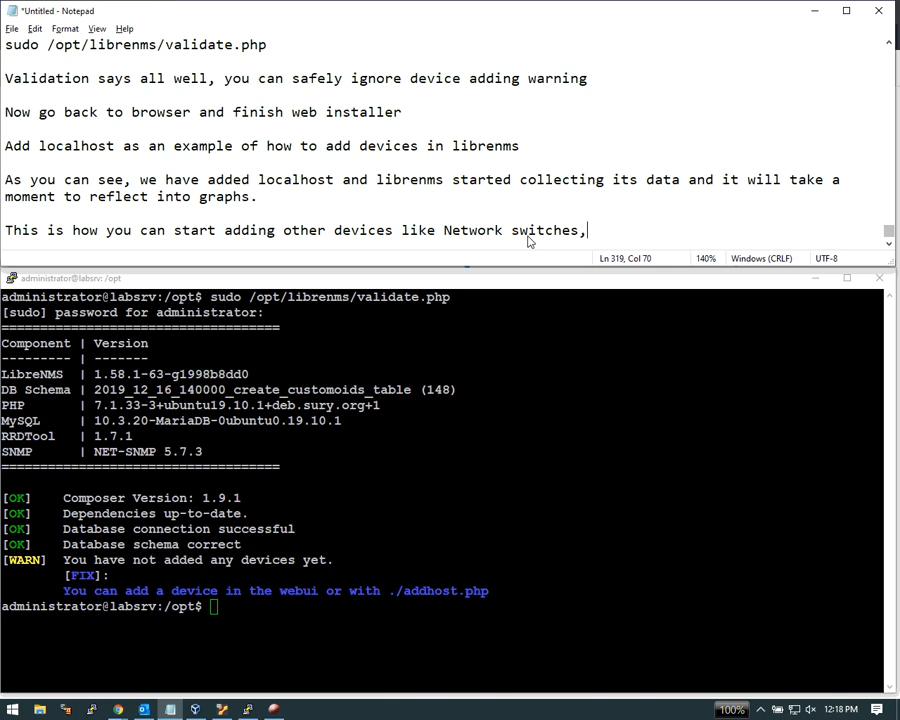 *Untitled - Notepad
File Edit Format View Help
sudo /opt/librenms/validate.php
Validation says all well, you can safely ignore device adding warning
Now go back to browser and finish web installer
Add localhost as an example of how to add devices in librenms
As you can see, we have added localhost and librenms started collecting its data and it will take a
moment to reflect into graphs.
This is how you can start adding other devices like Network switches,
Ln 319, Col 70 140% Windows (CRLF) UTF-8
administrator@labsrv: /opt
administrator@labsrv:/opt$ sudo /opt/librenms/validate.php
[sudo] password for administrator:
====================================
Component | Version
--------- | -------
LibreNMS | 1.58.1-63-g1998b8dd0
DB Schema | 2019_12_16_140000_create_customoids_table (148)
PHP | 7.1.33-3+ubuntu19.10.1+deb.sury.org+1
MySQL | 10.3.20-MariaDB-0ubuntu0.19.10.1
RRDTool | 1.7.1
SNMP | NET-SNMP 5.7.3
====================================
[OK] Composer Version: 1.9.1
[OK] Dependencies up-to-date.
[OK] Database connection successful
[OK] Database schema correct
[WARN] You have not added any devices yet.
[FIX]:
You can add a device in the webui or with ./addhost.php
administrator@labsrv:/opt$
100% 12:18 PM